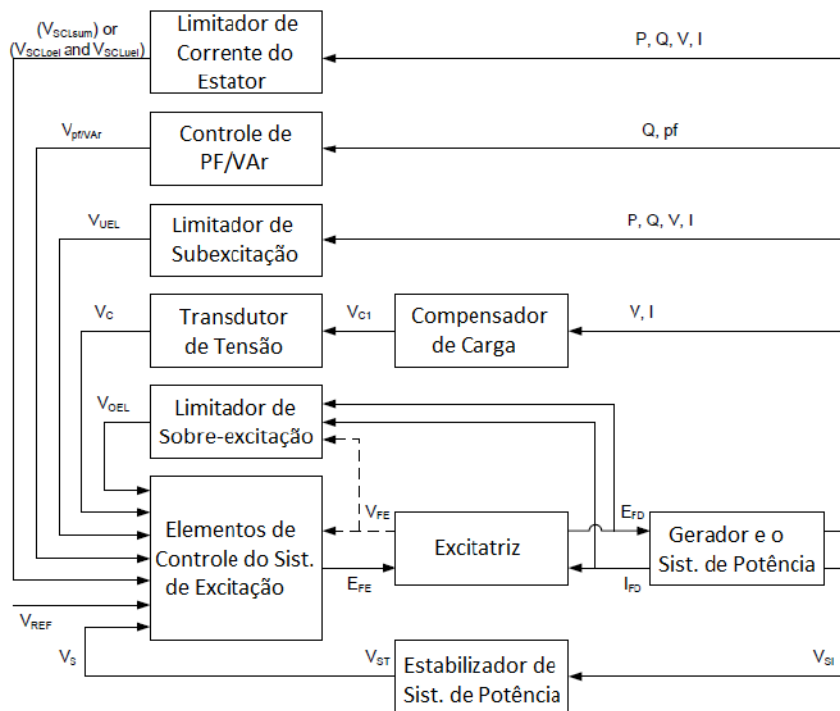 (VSCLsum) or
(VSCLoel and VSCLuel)
Limitador de
Corrente do
Estator
P, Q, V, I
Vpf/VAr
Controle de
PF/VAr
Q, pf
VUEL
Limitador de
Subexcitação
P, Q, V, I
VC
Transdutor
de Tensão
VC1
Compensador
de Carga
V, I
VOEL
Limitador de
Sobre-excitação
Elementos de
Controle do Sist.
de Excitação
VFE
EFE
Excitatriz
EFD
IFD
Gerador e o
Sist. de Potência
VREF
VS
VST
Estabilizador de
Sist. de Potência
VSI